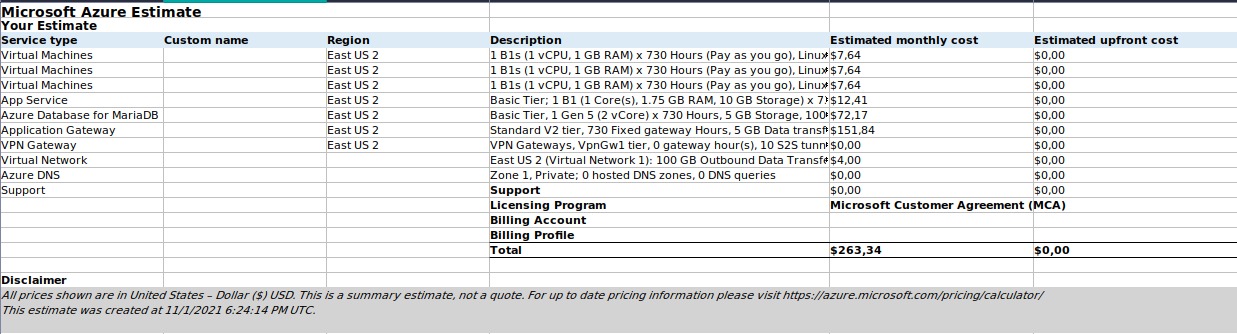 Microsoft Azure Estimate
Your Estimate
Service type Custom name Region Description Estimated monthly cost Estimated upfront cost
Virtual Machines East US 2 1 B1s (1 vCPU, 1 GB RAM) x 730 Hours (Pay as you go), Linux $7,64 $0,00
Virtual Machines East US 2 1 B1s (1 vCPU, 1 GB RAM) x 730 Hours (Pay as you go), Linux $7,64 $0,00
Virtual Machines East US 2 1 B1s (1 vCPU, 1 GB RAM) x 730 Hours (Pay as you go), Linux $7,64 $0,00
App Service East US 2 Basic Tier; 1 B1 (1 Core(s), 1.75 GB RAM, 10 GB Storage) x 7 $12,41 $0,00
Azure Database for MariaDB East US 2 Basic Tier, 1 Gen 5 (2 vCore) x 730 Hours, 5 GB Storage, 100 $72,17 $0,00
Application Gateway East US 2 Standard V2 tier, 730 Fixed gateway Hours, 5 GB Data transf $151,84 $0,00
VPN Gateway East US 2 VPN Gateways, VpnGw1 tier, 0 gateway hour(s), 10 S2S tunn $0,00 $0,00
Virtual Network East US 2 (Virtual Network 1): 100 GB Outbound Data Transf $4,00 $0,00
Azure DNS Zone 1, Private; 0 hosted DNS zones, 0 DNS queries $0,00 $0,00
Support Support $0,00 $0,00
Licensing Program Microsoft Customer Agreement (MCA)
Billing Account
Billing Profile
Total $263,34 $0,00
Disclaimer
All prices shown are in United States – Dollar ($) USD. This is a summary estimate, not a quote. For up to date pricing information please visit https://azure.microsoft.com/pricing/calculator/
This estimate was created at 11/1/2021 6:24:14 PM UTC.